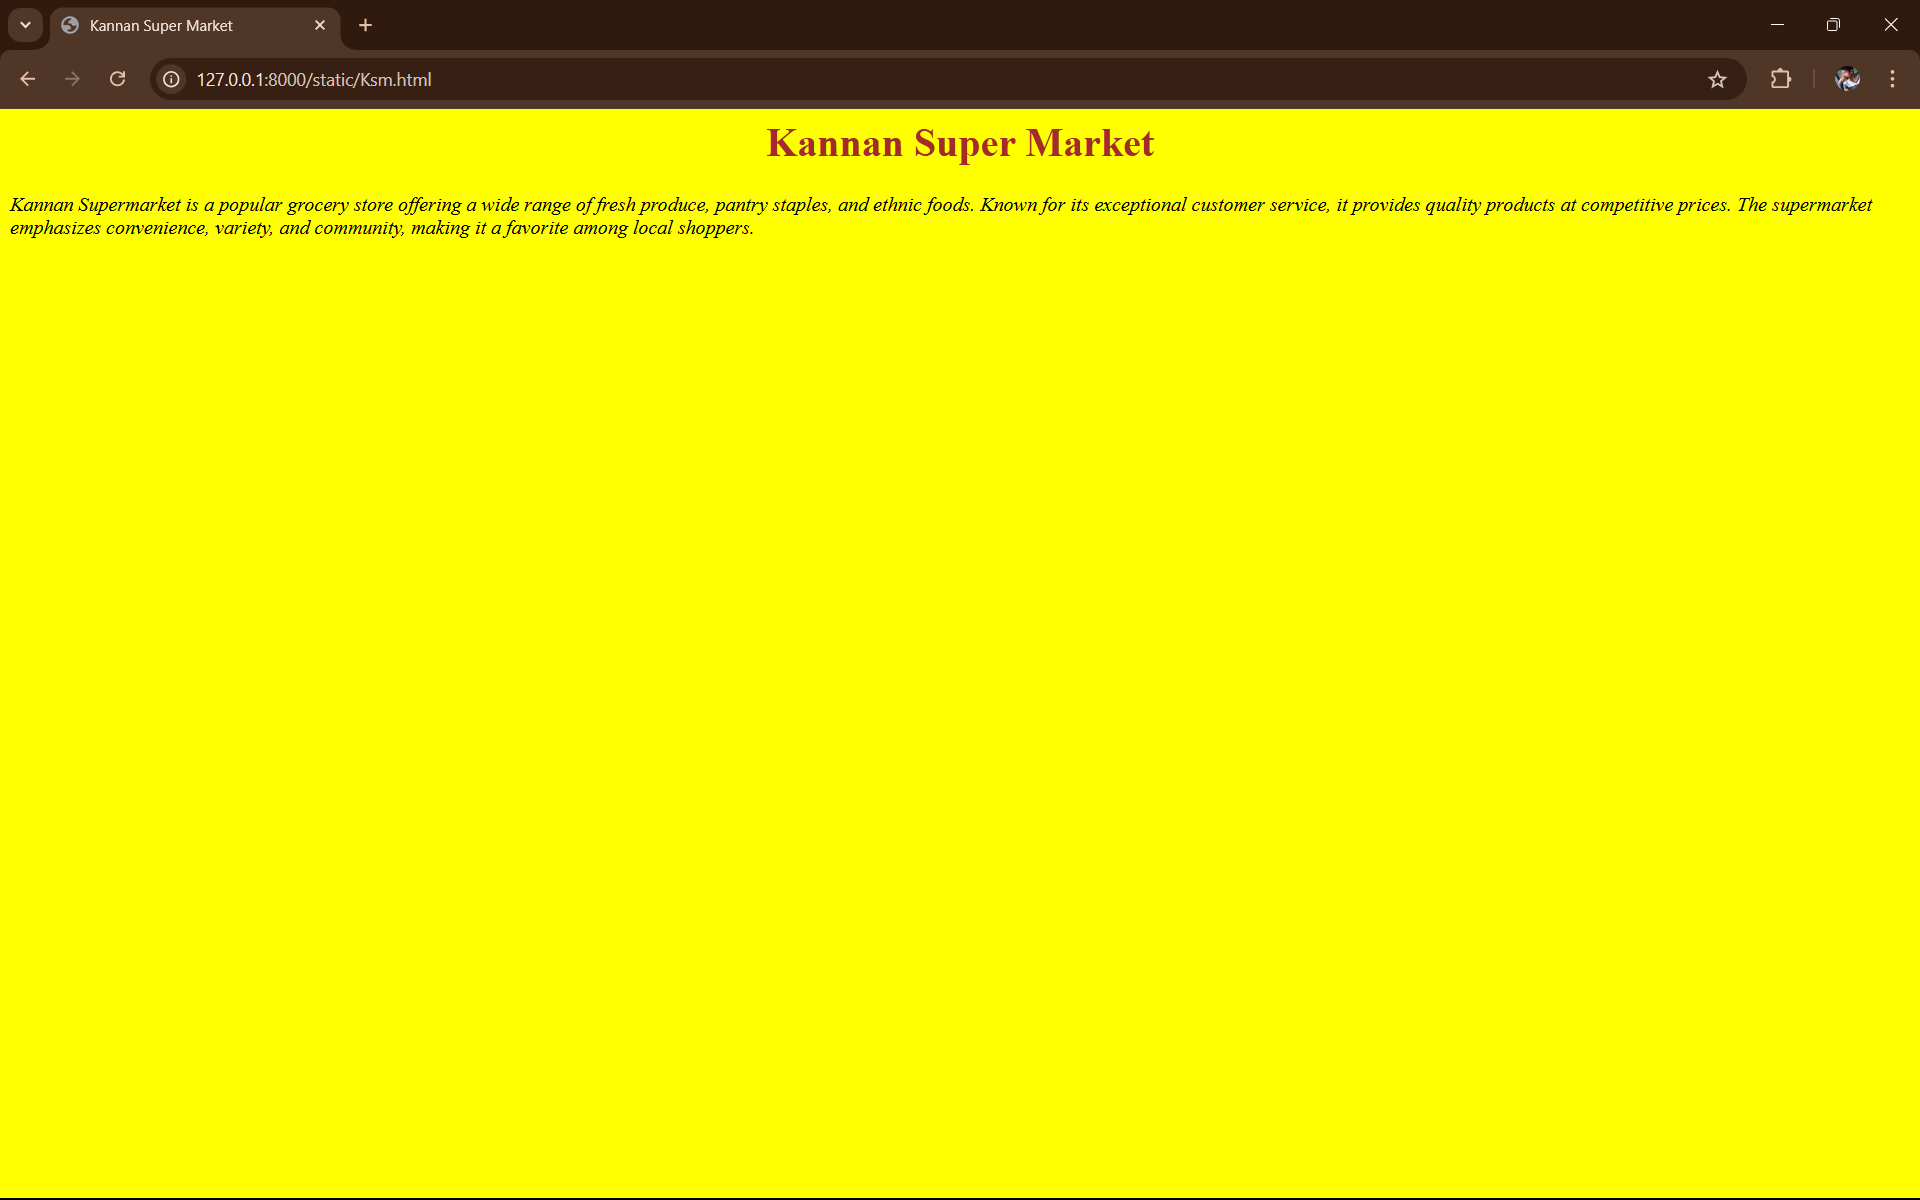 Kannan Super Market
127.0.0.1:8000/static/Ksm.html
Kannan Super Market
Kannan Supermarket is a popular grocery store offering a wide range of fresh produce, pantry staples, and ethnic foods. Known for its exceptional customer service, it provides quality products at competitive prices. The supermarket
emphasizes convenience, variety, and community, making it a favorite among local shoppers.